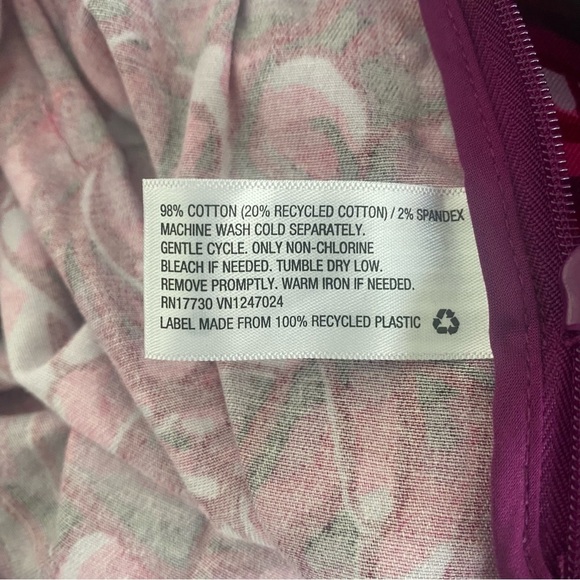 98% COTTON (20% RECYCLED COTTON) / 2% SPANDEX
MACHINE WASH COLD SEPARATELY.
GENTLE CYCLE. ONLY NON-CHLORINE
BLEACH IF NEEDED. TUMBLE DRY LOW.
REMOVE PROMPTLY. WARM IRON IF NEEDED.
RN17730 VN1247024
LABEL MADE FROM 100% RECYCLED PLASTIC